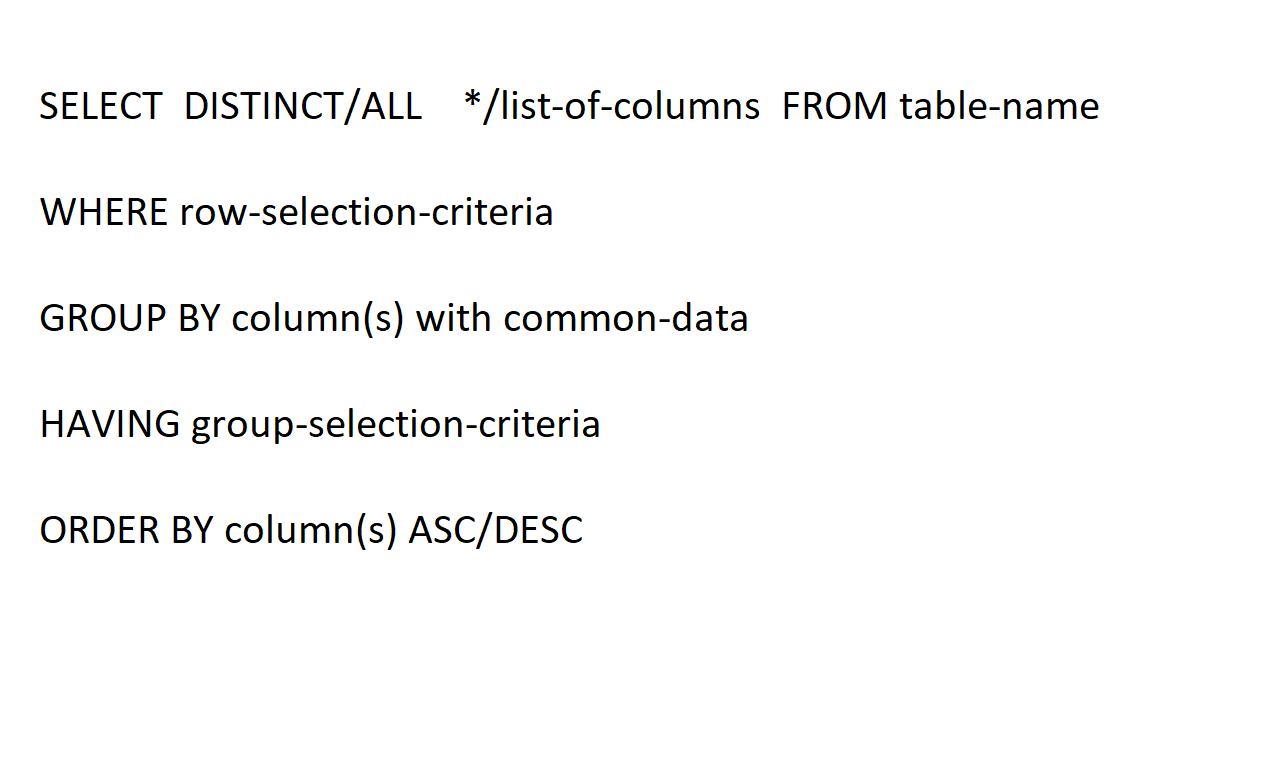 SELECT  DISTINCT/ALL    */list-of-columns  FROM table-name
WHERE row-selection-criteria
GROUP BY column(s) with common-data
HAVING group-selection-criteria
ORDER BY column(s) ASC/DESC